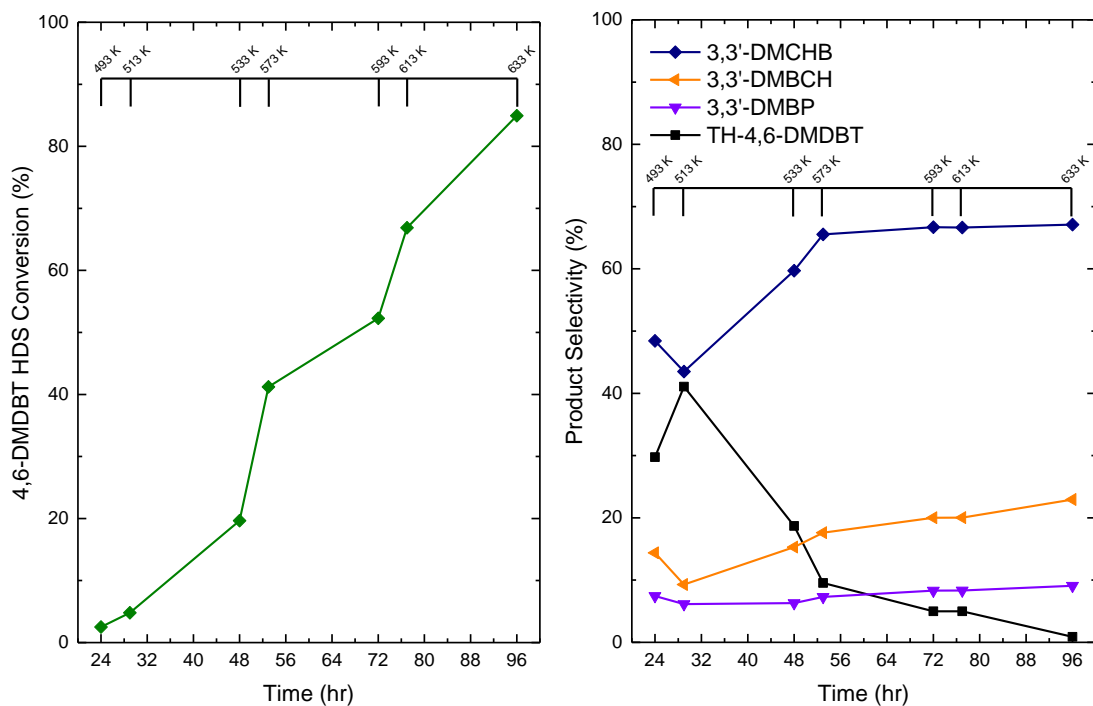 4,6-DMDBT HDS Conversion (%)
100
80
60
40
20
0
493 K
513 K
533 K
573 K
593 K
613 K
633 K
24 32 40 48 56 64 72 80 88 96
Time (hr)
Product Selectivity (%)
100
80
60
40
20
0
3,3'-DMCHB
3,3'-DMBCH
3,3'-DMBP
TH-4,6-DMDBT
493 K
513 K
533 K
573 K
593 K
613 K
633 K
24 32 40 48 56 64 72 80 88 96
Time (hr)